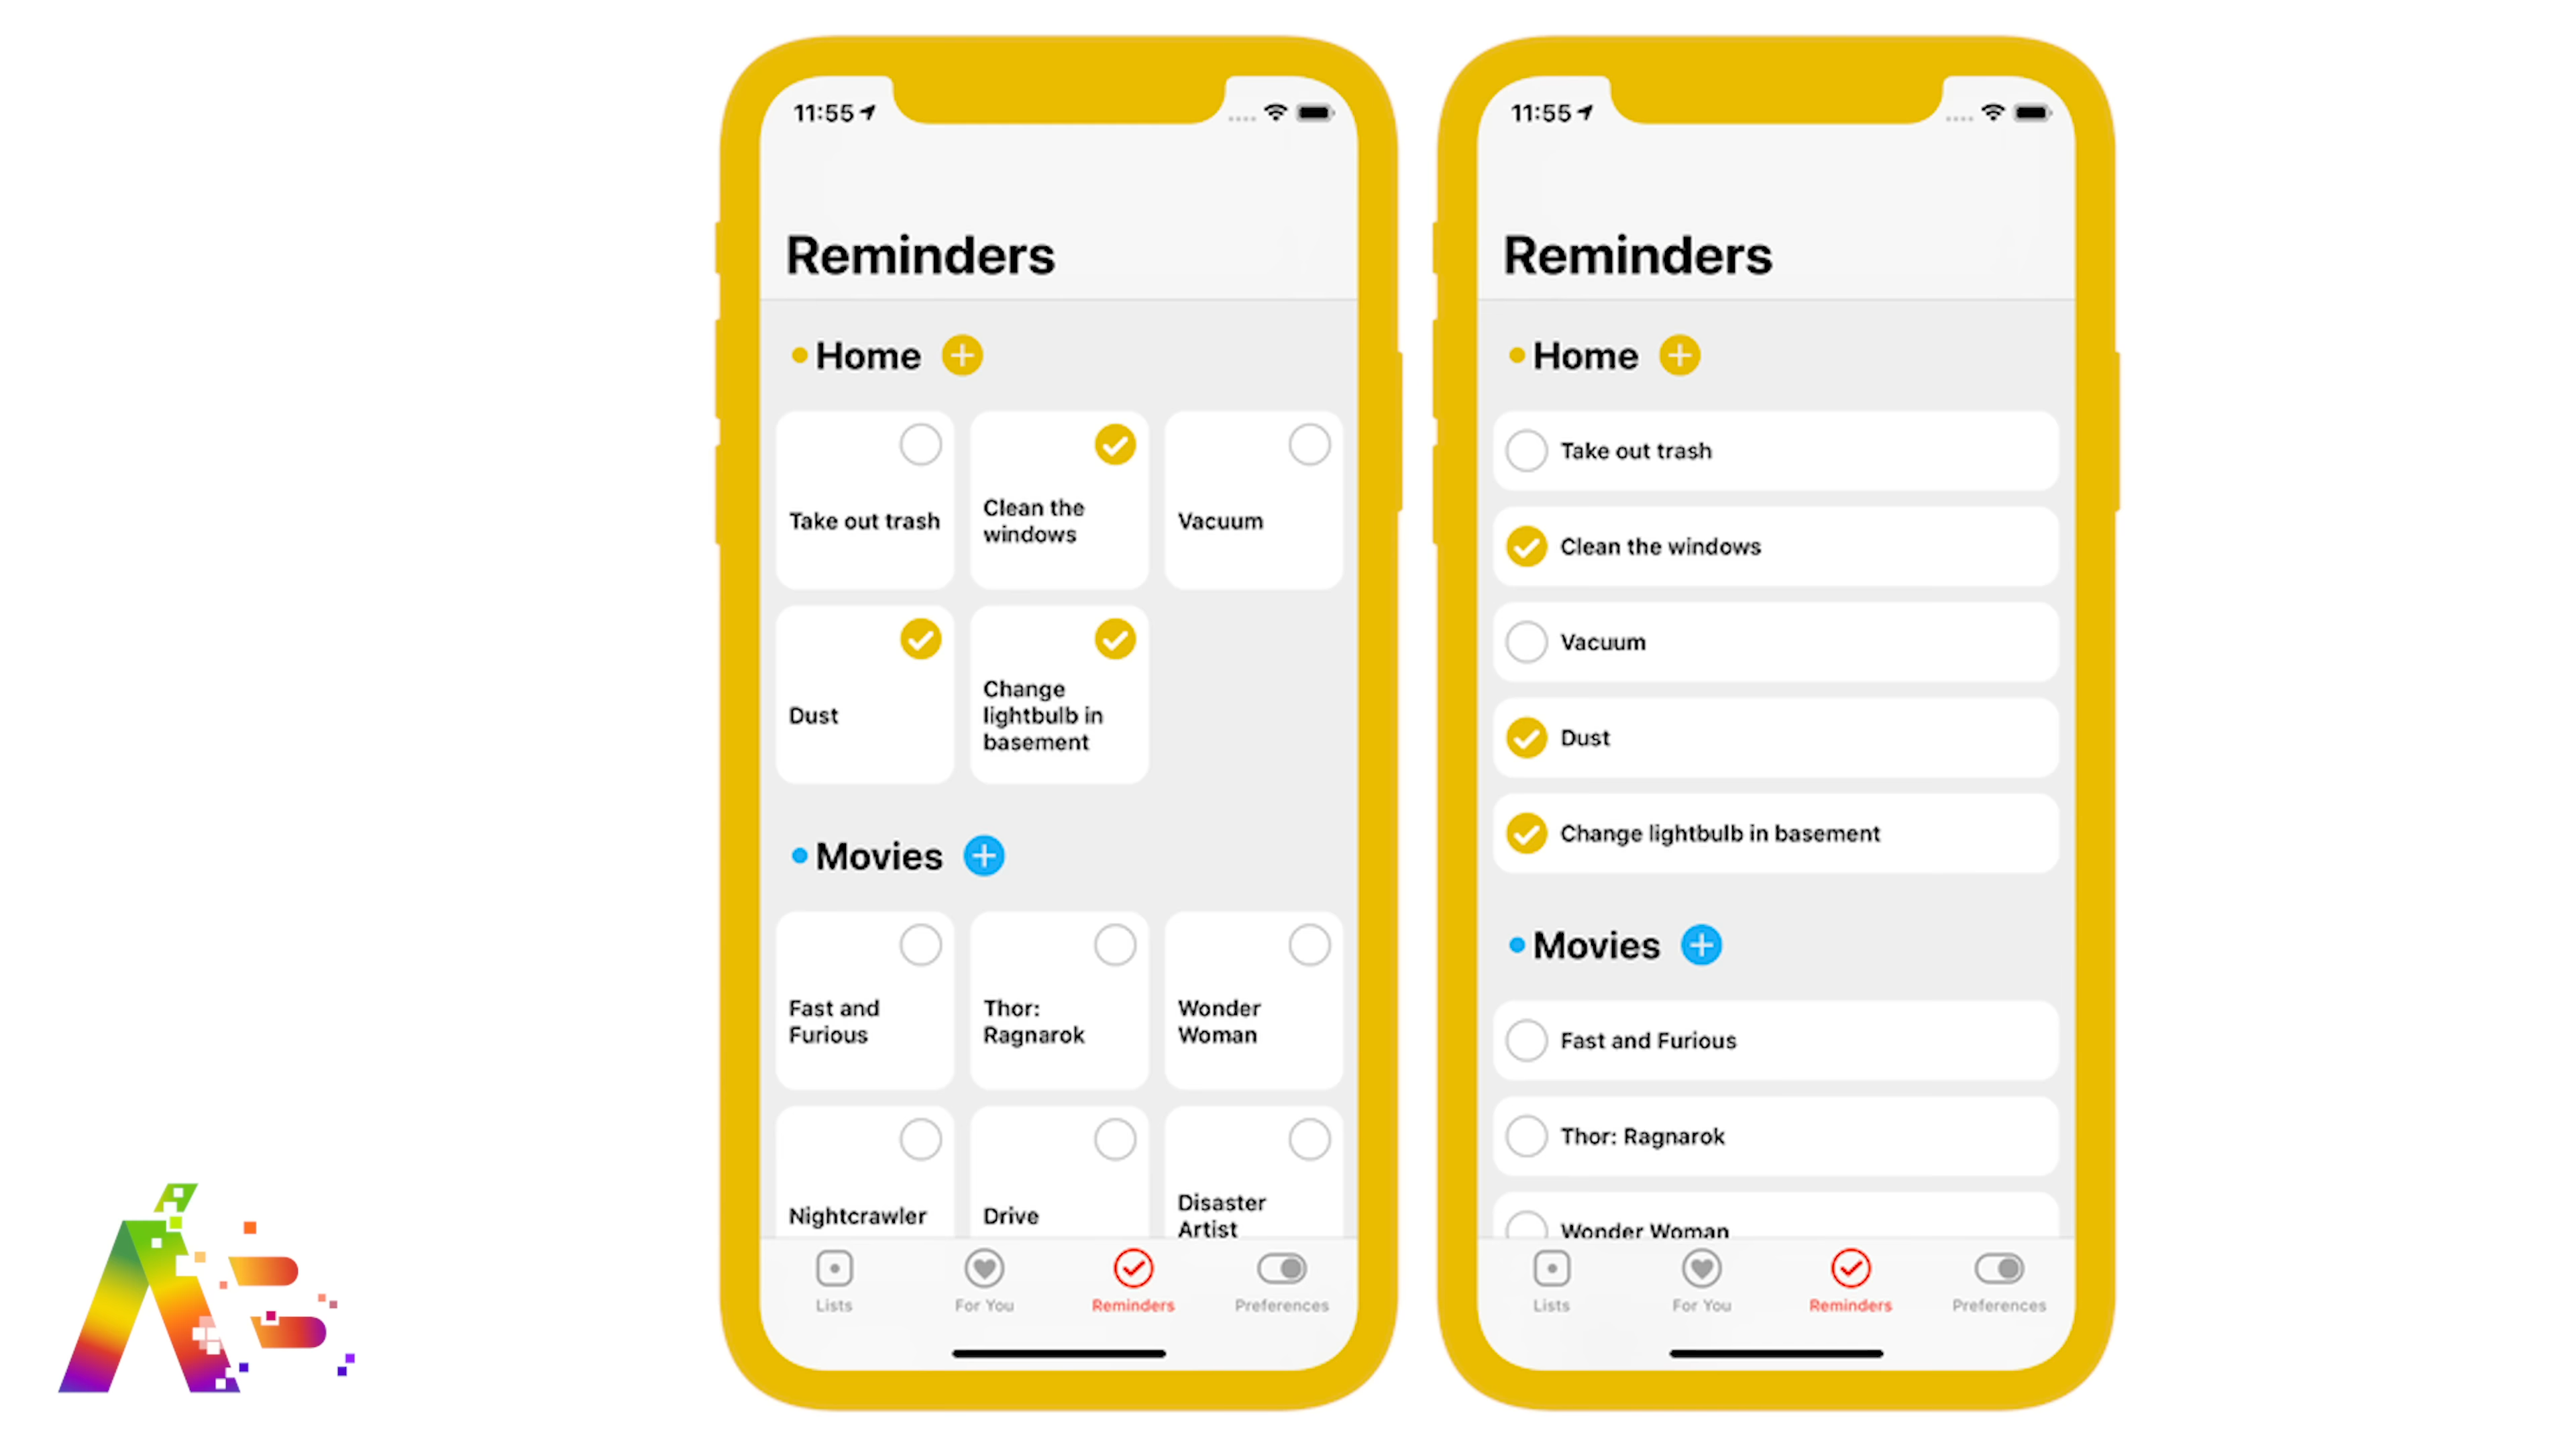 11:55
Reminders
Home
Take out trash
Clean the
windows
Vacuum
Dust
Change
lightbulb in
basement
Movies
Fast and
Furious
Thor:
Ragnarok
Wonder
Woman
Nightcrawler
Drive
Disaster
Artist
Lists
For You
Reminders
Preferences
11:55
Reminders
Home
Take out trash
Clean the windows
Vacuum
Dust
Change lightbulb in basement
Movies
Fast and Furious
Thor: Ragnarok
Wonder Woman
Lists
For You
Reminders
Preferences